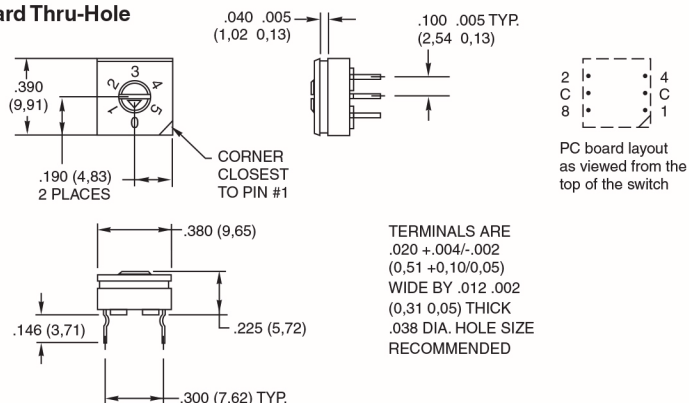 ard Thru-Hole
.040 .005
(1,02 0,13)
.100 .005 TYP.
(2,54 0,13)
.390
(9,91)
0 1 2 3 4 5
.190 (4,83)
2 PLACES
CORNER
CLOSEST
TO PIN #1
2 4
C C
8 1
PC board layout
as viewed from the
top of the switch
.380 (9,65)
.225 (5,72)
.146 (3,71)
.300 (7,62) TYP.
TERMINALS ARE
.020 +.004/-.002
(0,51 +0,10/0,05)
WIDE BY .012 .002
(0,31 0,05) THICK
.038 DIA. HOLE SIZE
RECOMMENDED